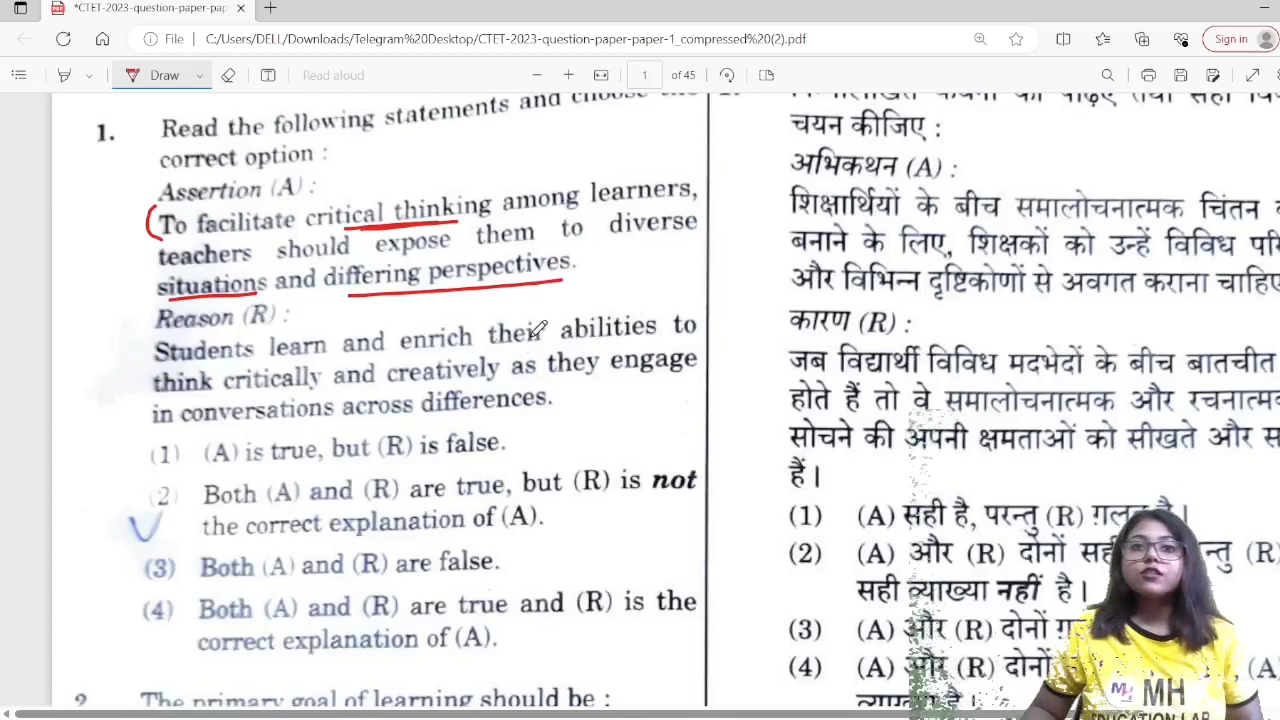 *CTET-2023-question-paper-pap
File
C:/Users/DELL/Downloads/Telegram%20Desktop/CTET-2023-question-paper-paper-1_compressed%20(2).pdf
Sign in
Draw
Read aloud
1
of 45
1.
Read the following statements and choose the
correct option :
Assertion (A) :
To facilitate critical thinking among learners,
teachers should expose them to diverse
situations and differing perspectives.
Reason (R) :
Students learn and enrich their abilities to
think critically and creatively as they engage
in conversations across differences.
(1) (A) is true, but (R) is false.
(2) Both (A) and (R) are true, but (R) is not
the correct explanation of (A).
(3) Both (A) and (R) are false.
(4) Both (A) and (R) are true and (R) is the
correct explanation of (A).
2
The primary goal of learning should be :
चयन कीजिए :
अभिकथन (A) :
शिक्षार्थियों के बीच समालोचनात्मक चिंतन
बनाने के लिए, शिक्षकों को उन्हें विविध
और विभिन्न दृष्टिकोणों से अवगत कराना चाहिए
कारण (R) :
जब विद्यार्थी विविध मदभेदों के बीच बातचीत
होते हैं तो वे समालोचनात्मक और
सोचने की अपनी क्षमताओं को सीखते और
हैं।
(1) (A) सही है, परन्तु (R) ग़लत है।
(2) (A) और (R) दोनों (R)
सही व्याख्या नहीं है।
(3) (A) और (R) दोनों
(4) (A) और (R) दोनों (A)
MH
EDUCATION LAB